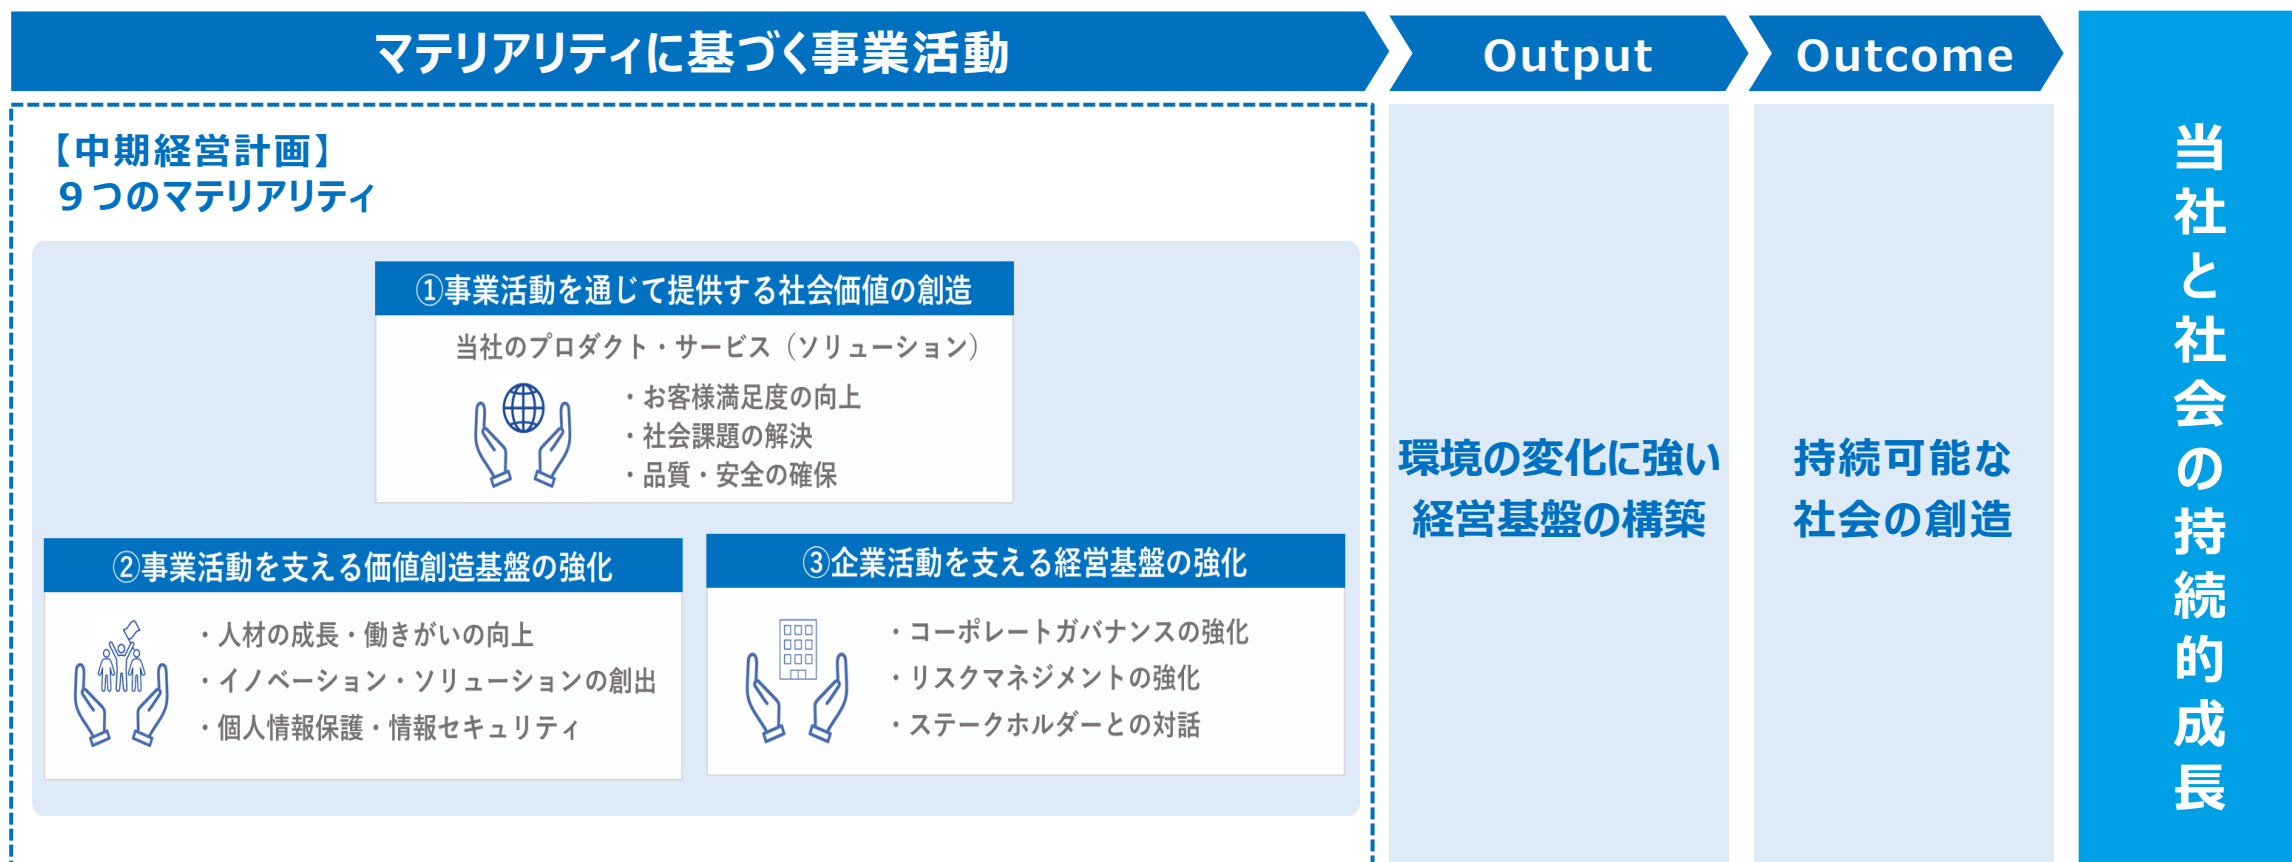 マテリアリティに基づく事業活動
Output
Outcome
【中期経営計画】
９つのマテリアリティ
①事業活動を通じて提供する社会価値の創造
当社のプロダクト・サービス（ソリューション）
・お客様満足度の向上
・社会課題の解決
・品質・安全の確保
②事業活動を支える価値創造基盤の強化
・人材の成長・働きがいの向上
・イノベーション・ソリューションの創出
・個人情報保護・情報セキュリティ
③企業活動を支える経営基盤の強化
・コーポレートガバナンスの強化
・リスクマネジメントの強化
・ステークホルダーとの対話
環境の変化に強い
経営基盤の構築
持続可能な
社会の創造
当社と社会の持続的成長